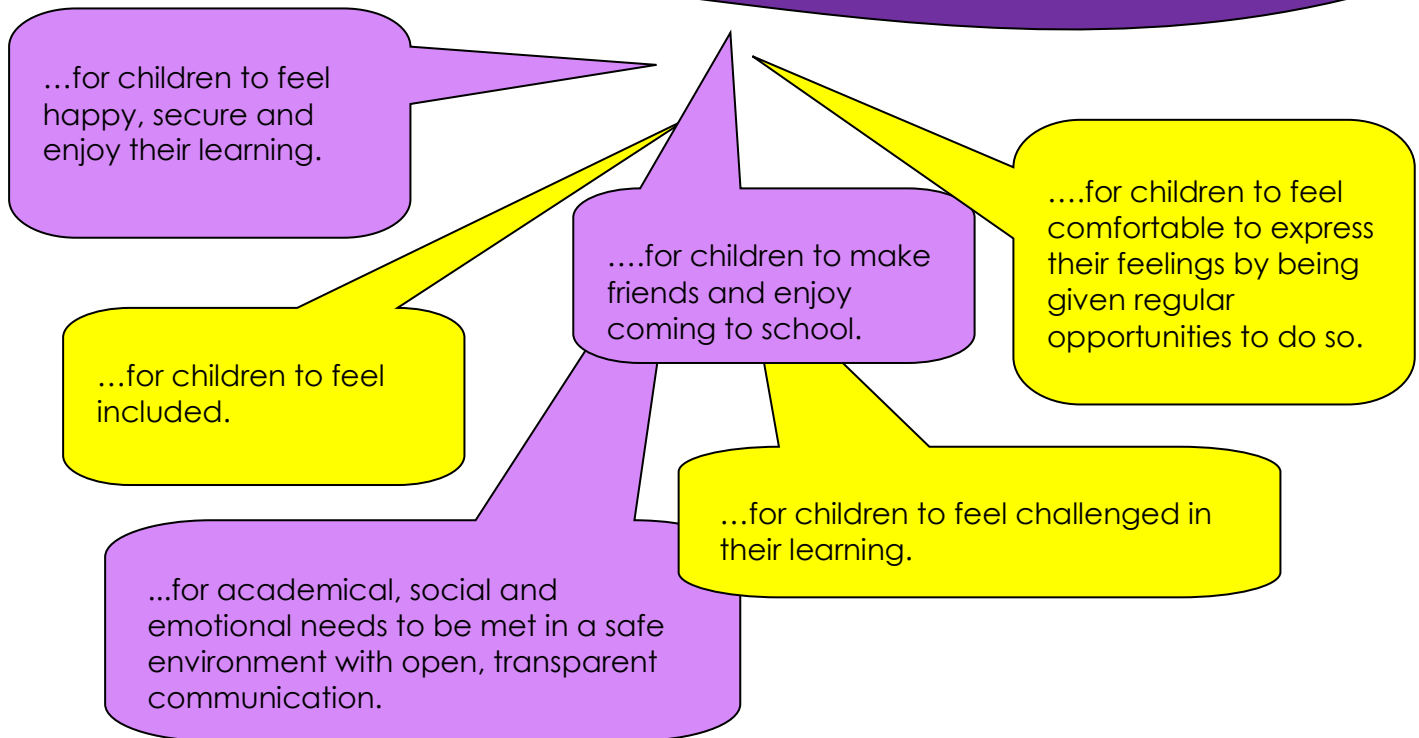 …for children to feel
happy, secure and
enjoy their learning.
….for children to feel
comfortable to express
their feelings by being
given regular
opportunities to do so.
….for children to make
friends and enjoy
coming to school.
…for children to feel
included.
…for children to feel challenged in
their learning.
...for academical, social and
emotional needs to be met in a safe
environment with open, transparent
communication.